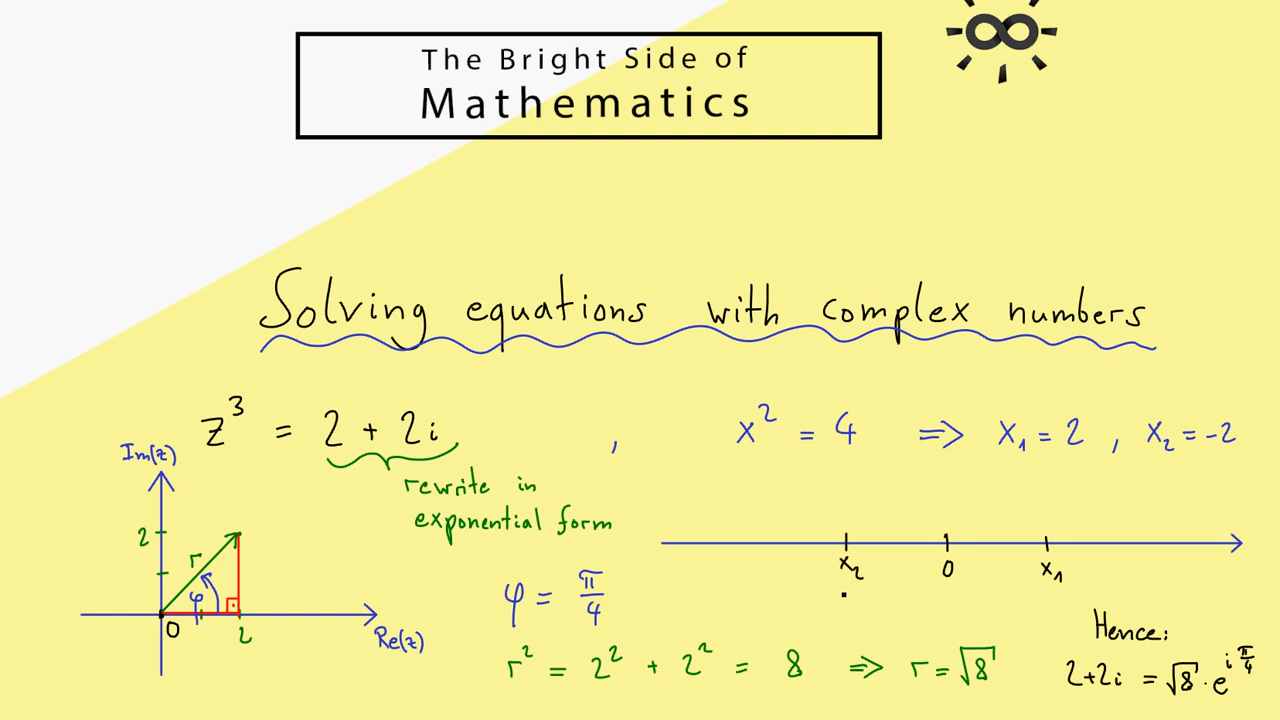 The Bright Side of
Mathematics
Solving equations with complex numbers
z³ = 2 + 2i , x² = 4 ⇒ x₁ = 2 , x₂ = -2
rewrite in
exponential form
Im(z)
2
r
φ
0
2
Re(z)
x₂ 0 x₁
φ = π/4
r² = 2² + 2² = 8 ⇒ r = √8
Hence:
2+2i = √8 · e^{i π/4}